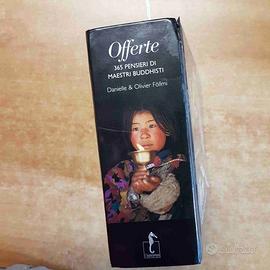 Offerte
365 PENSIERI DI
MAESTRI BUDDHISTI
Danielle & Olivier Föllmi